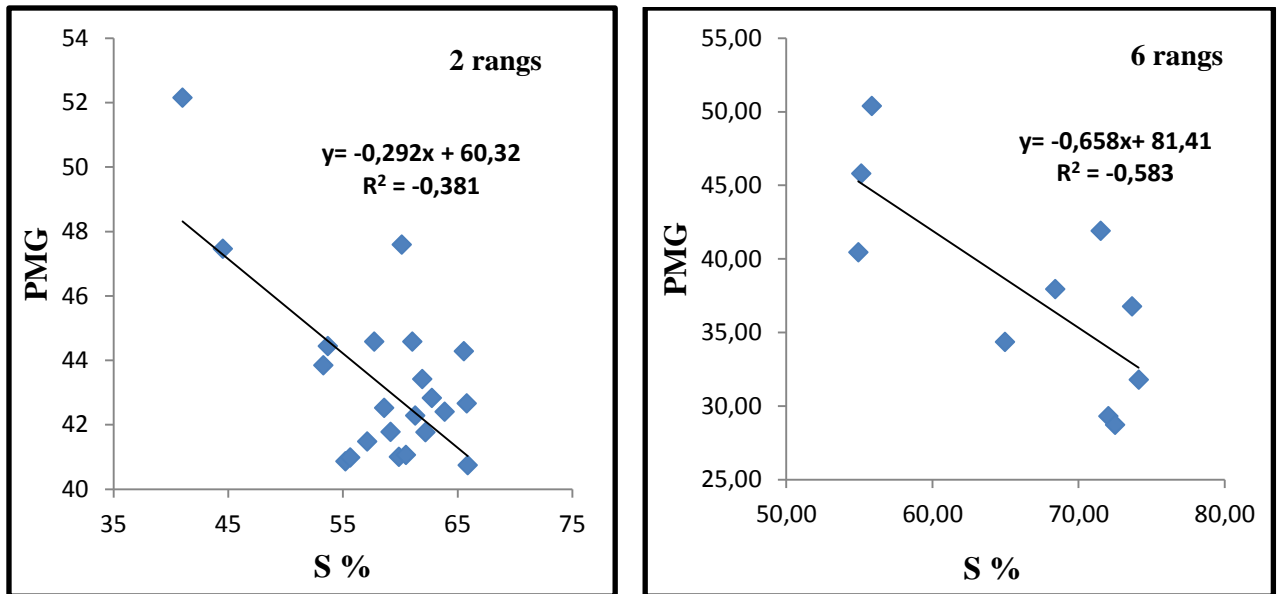 2 rangs
y= -0,292x + 60,32
R² = -0,381
PMG
54
52
50
48
46
44
42
40
35 45 55 65 75
S %
6 rangs
y= -0,658x+ 81,41
R² = -0,583
PMG
55,00
50,00
45,00
40,00
35,00
30,00
25,00
50,00 60,00 70,00 80,00
S %